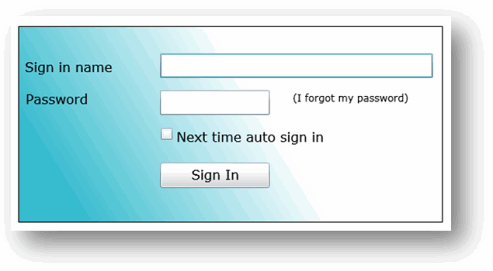 Sign in name
Password (I forgot my password)
Next time auto sign in
Sign In